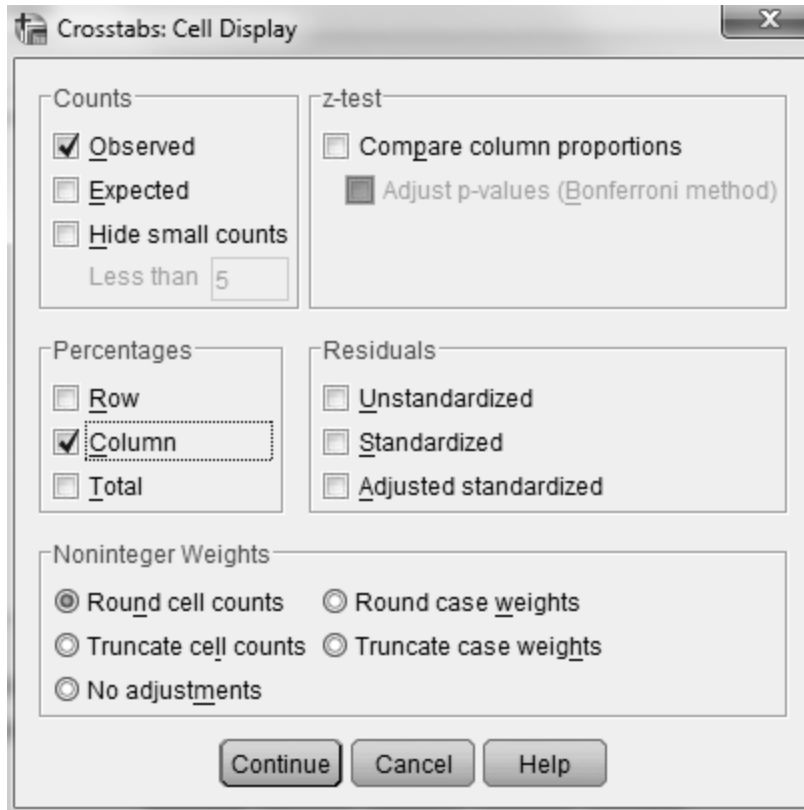 Crosstabs: Cell Display
x
Counts
Observed
Expected
Hide small counts
Less than 5
z-test
Compare column proportions
Adjust p-values (Bonferroni method)
Percentages
Row
Column
Total
Residuals
Unstandardized
Standardized
Adjusted standardized
Noninteger Weights
Round cell counts Round case weights
Truncate cell counts Truncate case weights
No adjustments
Continue Cancel Help